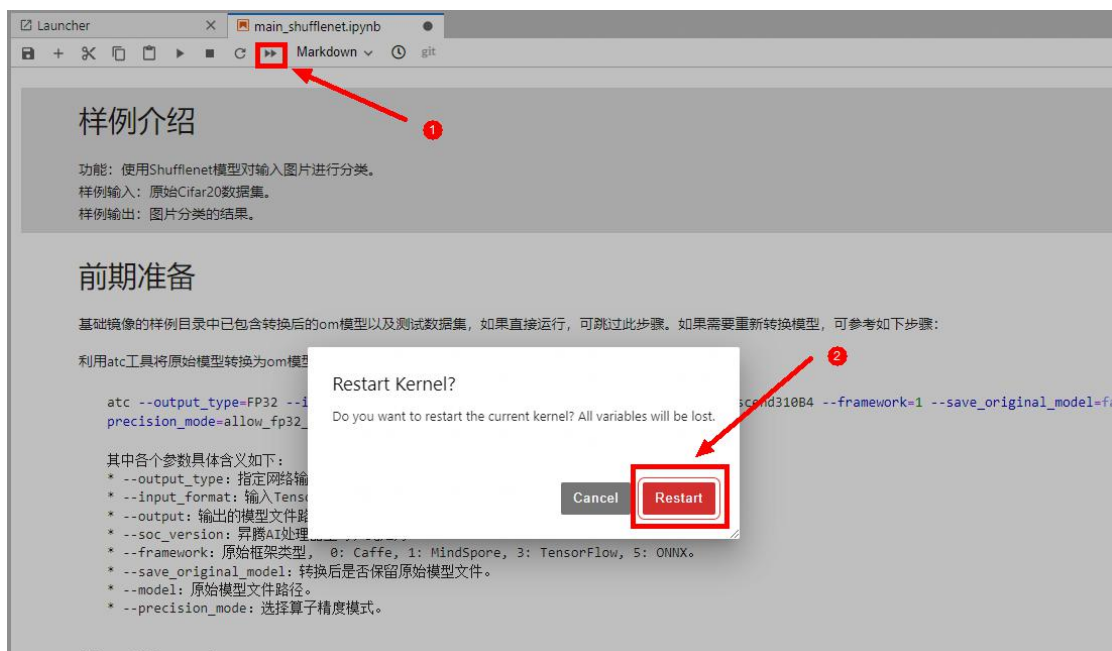 Launcher
main_shufflenet.ipynb
Markdown
git
1
样例介绍
功能：使用Shufflenet模型对输入图片进行分类。
样例输入：原始Cifar20数据集。
样例输出：图片分类的结果。
前期准备
基础镜像的样例目录中已包含转换后的om模型以及测试数据集，如果直接运行，可跳过此步骤。如果需要重新转换模型，可参考如下步骤：
2
利用atc工具将原始模型转换为om模型
Restart Kernel?
Do you want to restart the current kernel? All variables will be lost.
Cancel
Restart
atc --output_type=FP32 --i
cend310B4 --framework=1 --save_original_model=fa
precision_mode=allow_fp32_
其中各个参数具体含义如下：
* --output_type：指定网络输
* --input_format：输入Tens
* --output：输出的模型文件路
* --soc_version：昇腾AI处理
* --framework：原始框架类型， 0: Caffe, 1: MindSpore, 3: TensorFlow, 5: ONNX。
* --save_original_model：转换后是否保留原始模型文件。
* --model：原始模型文件路径。
* --precision_mode：选择算子精度模式。